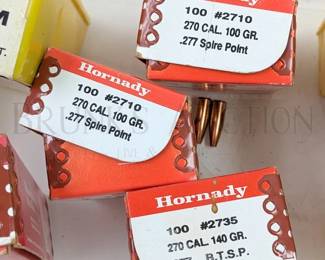 100 #2710
270 CAL. 100 GR.
.277 Spire Point
M
Hornady
100 #2710
270 CAL. 100 GR.
.277 Spire Point
Hornady
100 #2735
270 CAL. 140 GR.
B.T.S.P.